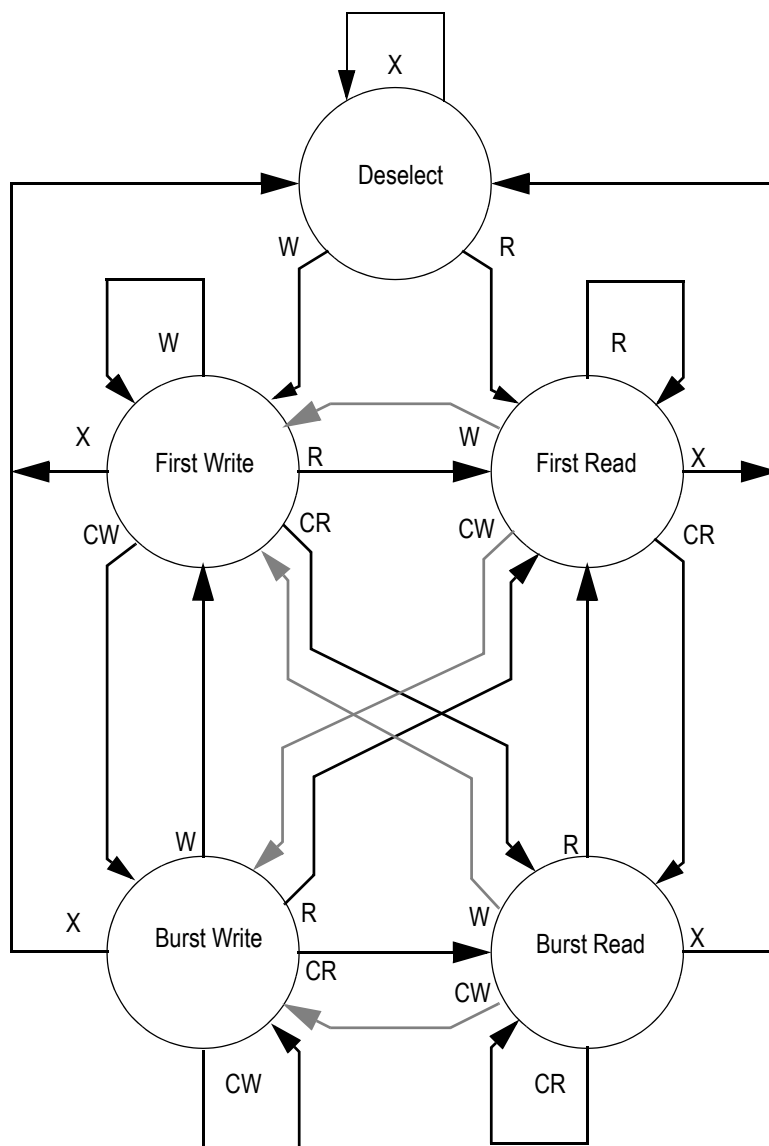 X
Deselect
W
R
W
R
X
W
First Write
R
First Read
X
CW
CR
CW
CR
W
R
X
R
W
Burst Write
Burst Read
X
CR
CW
CW
CR